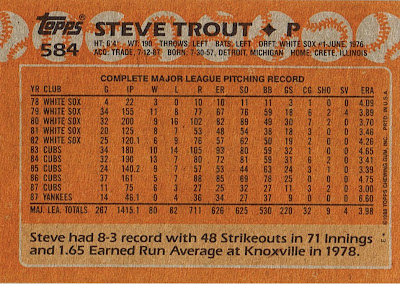 Topps STEVE TROUT ✦ P
584 HT: 6'4" WT: 190 THROWS: LEFT BATS: LEFT DRFT: WHITE SOX #1-JUNE, 1976
ACQ: TRADE, 7-12-87 BORN: 7-30-57, DETROIT, MICHIGAN HOME: CRETE, ILLINOIS
COMPLETE MAJOR LEAGUE PITCHING RECORD
YR CLUB G IP W L R ER SO BB GS CG SHO SV ERA
78 WHITE SOX 4 22 3 0 10 10 11 11 3 1 0 0 4.09
79 WHITE SOX 34 155 11 8 77 67 76 59 18 6 2 4 3.89
80 WHITE SOX 32 200 9 16 102 82 89 49 30 7 2 0 3.69
81 WHITE SOX 20 125 8 7 53 48 54 38 18 3 0 0 3.46
82 WHITE SOX 25 120.1 6 9 76 57 62 50 19 2 0 0 4.26
83 CUBS 34 180 10 14 105 93 80 59 32 1 0 0 4.65
84 CUBS 32 190 13 7 80 72 81 59 31 6 2 0 3.41
85 CUBS 24 140.2 9 7 57 53 44 63 24 3 1 0 3.39
86 CUBS 37 161 5 7 88 85 69 78 25 0 0 0 4.75
87 CUBS 11 75 6 3 27 25 32 27 11 3 2 0 3.00
87 YANKEES 14 46.1 0 4 36 34 27 37 9 0 0 0 6.60
MAJ. LEA. TOTALS 267 1415.1 80 82 711 626 625 530 220 32 9 4 3.98
©1988 TOPPS CHEWING GUM, INC. PRTD. IN U.S.A.
Steve had 8-3 record with 48 Strikeouts in 71 Innings
and 1.65 Earned Run Average at Knoxville in 1978.